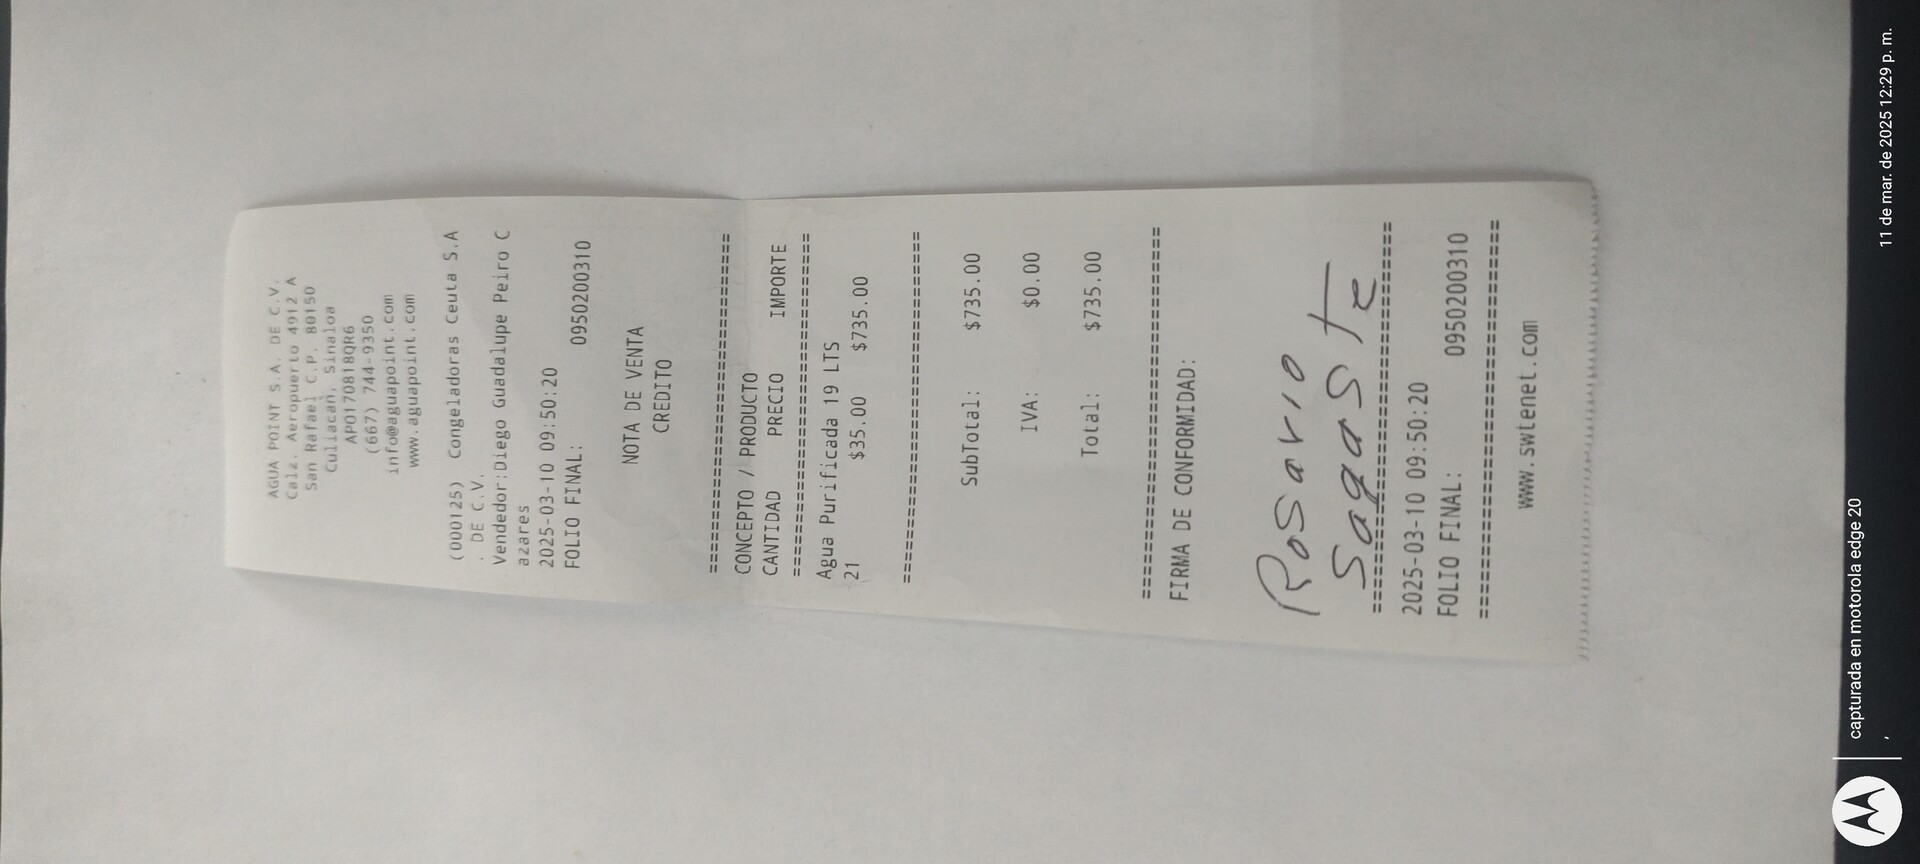 AGUA POINT S.A. DE C.V.
Calz. Aeropuerto 4912 A
San Rafael C.P. 80150
Culiacan, Sinaloa
APO170818QR6
(667) 744-9350
info@aguapoint.com
www.aguapoint.com
(000125) Congeladoras Ceuta S.A
. DE C.V.
Vendedor:Diego Guadalupe Peiro C
azares
2025-03-10 09:50:20
FOLIO FINAL: 0950200310
NOTA DE VENTA
CREDITO
================================
CONCEPTO / PRODUCTO
CANTIDAD PRECIO IMPORTE
================================
Agua Purificada 19 LTS
21 $35.00 $735.00
================================
SubTotal: $735.00
IVA: $0.00
Total: $735.00
================================
FIRMA DE CONFORMIDAD:
Rosario
Sagaste
================================
2025-03-10 09:50:20
FOLIO FINAL: 0950200310
================================
www.swtenet.com
capturada en motorola edge 20
,
11 de mar. de 2025 12:29 p. m.